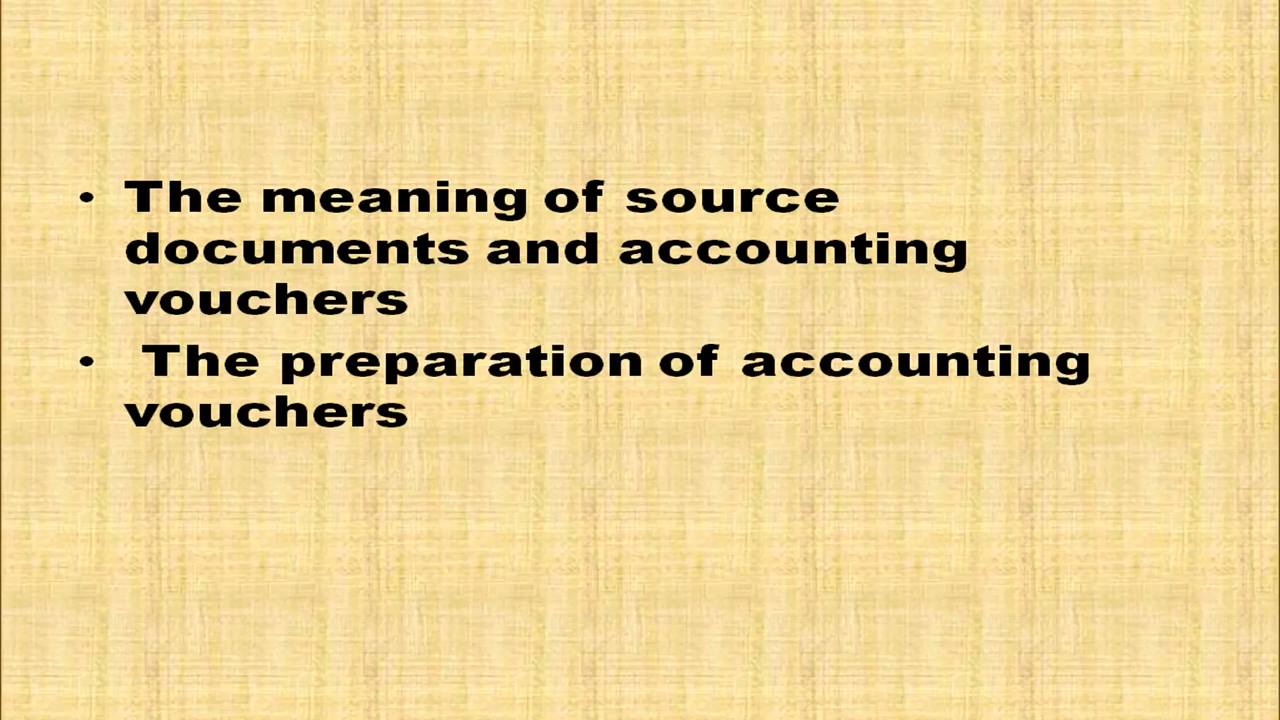 • The meaning of source
documents and accounting
vouchers
• The preparation of accounting
vouchers